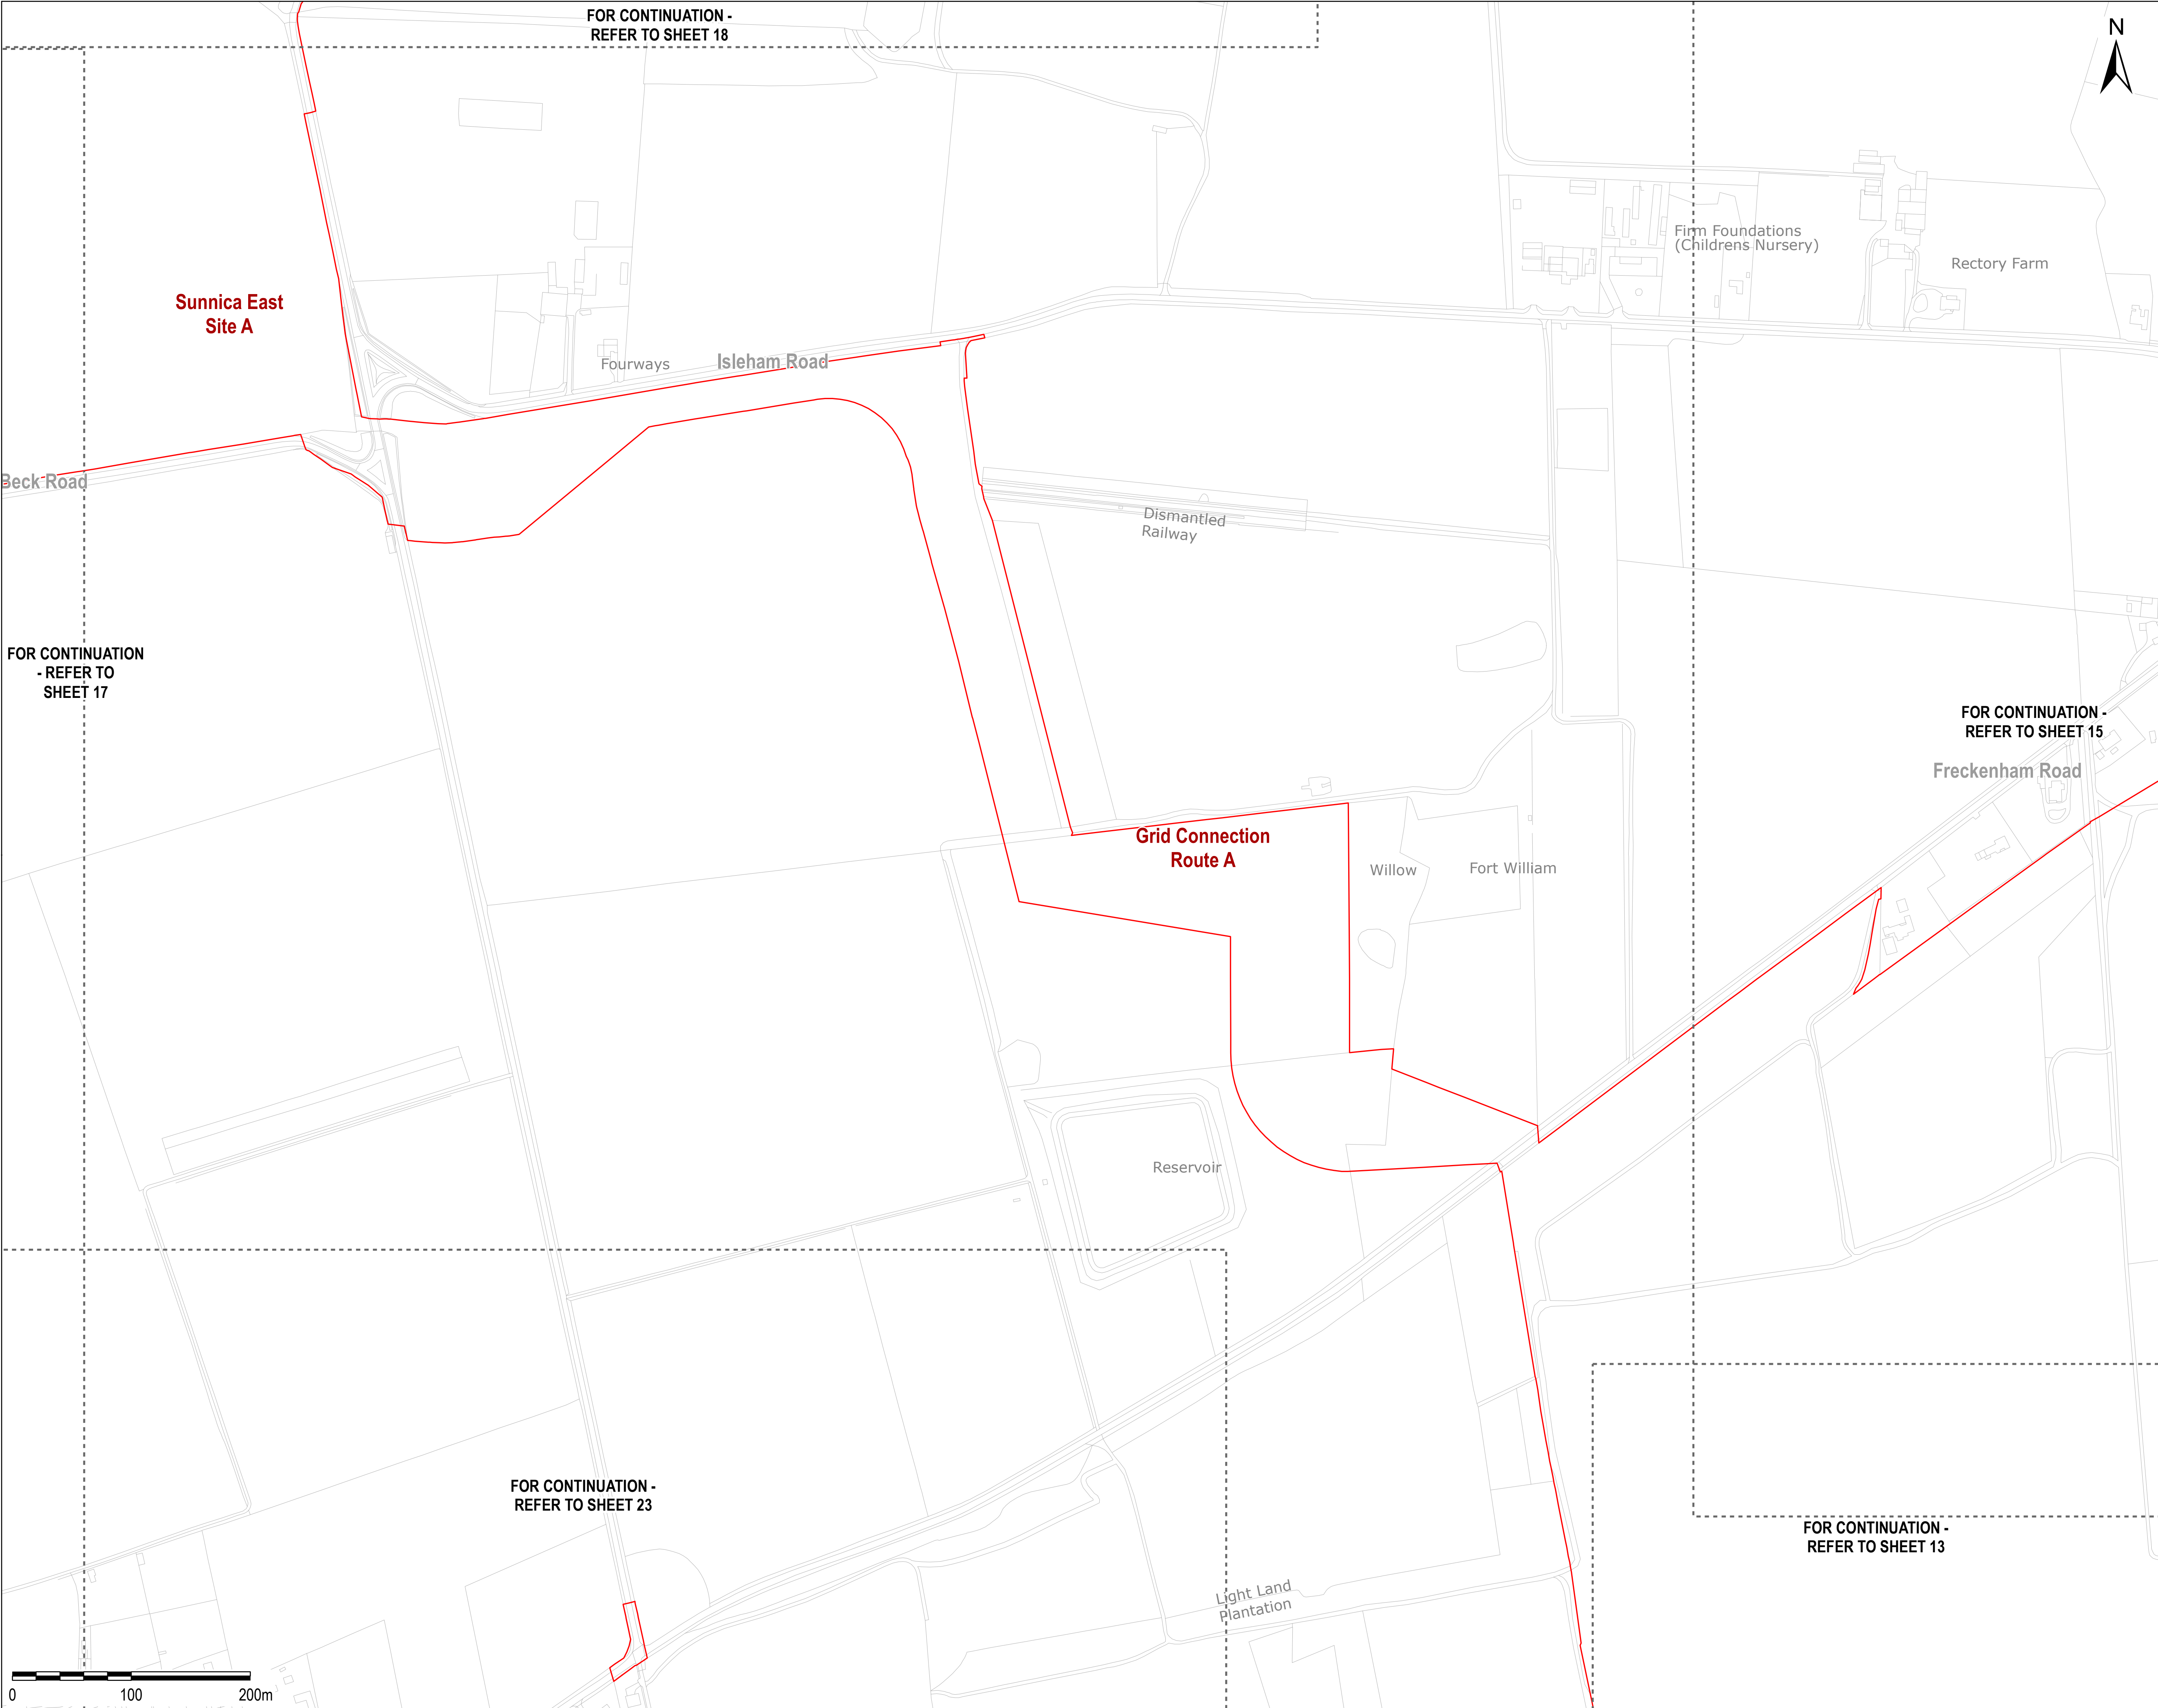 FOR CONTINUATION -
REFER TO SHEET 18
N
Firm Foundations
(Childrens Nursery)
Rectory Farm
Sunnica East
Site A
Fourways
Isleham Road
Beck Road
Dismantled
Railway
FOR CONTINUATION
- REFER TO
SHEET 17
FOR CONTINUATION -
REFER TO SHEET 15
Freckenham Road
Grid Connection
Route A
Willow
Fort William
Reservoir
FOR CONTINUATION -
REFER TO SHEET 23
FOR CONTINUATION -
REFER TO SHEET 13
Light Land
Plantation
0
100
200m